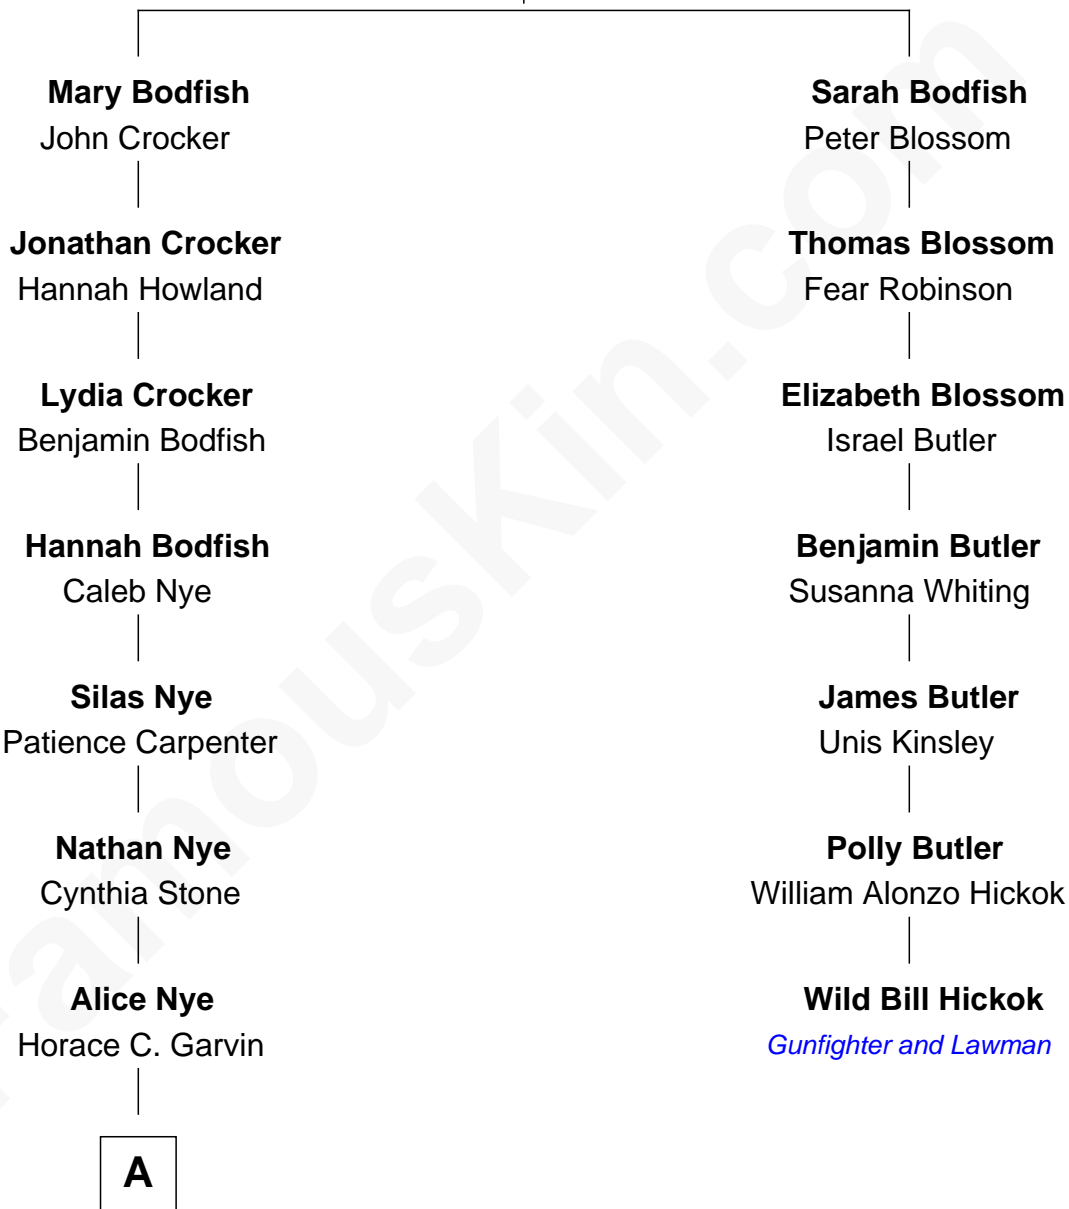 Mary Bodfish
John Crocker
Jonathan Crocker
Hannah Howland
Lydia Crocker
Benjamin Bodfish
Hannah Bodfish
Caleb Nye
Silas Nye
Patience Carpenter
Nathan Nye
Cynthia Stone
Alice Nye
Horace C. Garvin
A
Sarah Bodfish
Peter Blossom
Thomas Blossom
Fear Robinson
Elizabeth Blossom
Israel Butler
Benjamin Butler
Susanna Whiting
James Butler
Unis Kinsley
Polly Butler
William Alonzo Hickok
Wild Bill Hickok
Gunfighter and Lawman
FamousKin.com